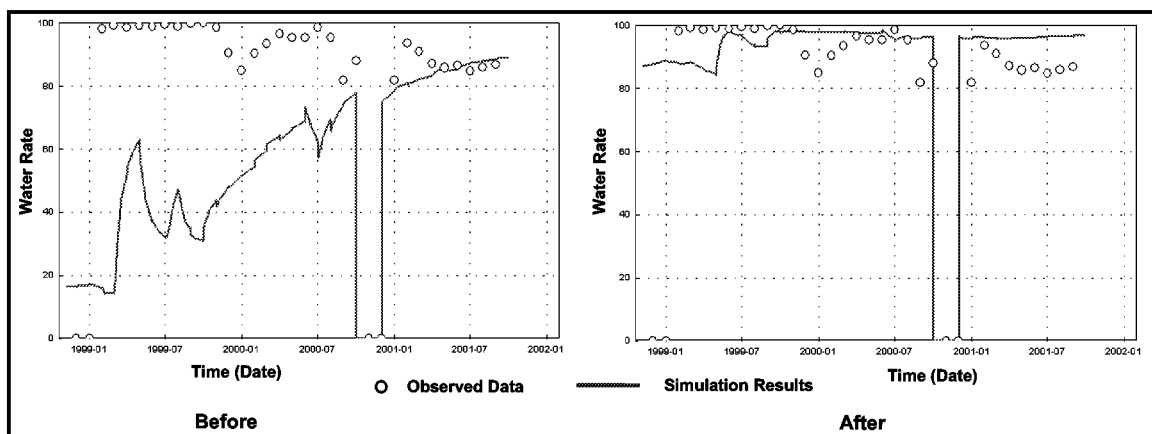 100
80
60
40
20
0
Water Rate
1999-01 1999-07 2000-01 2000-07 2001-01 2001-07 2002-01
Time (Date)
100
80
60
40
20
0
Water Rate
1999-01 1999-07 2000-01 2000-07 2001-01 2001-07 2002-01
Time (Date)
Observed Data
Simulation Results
Before
After